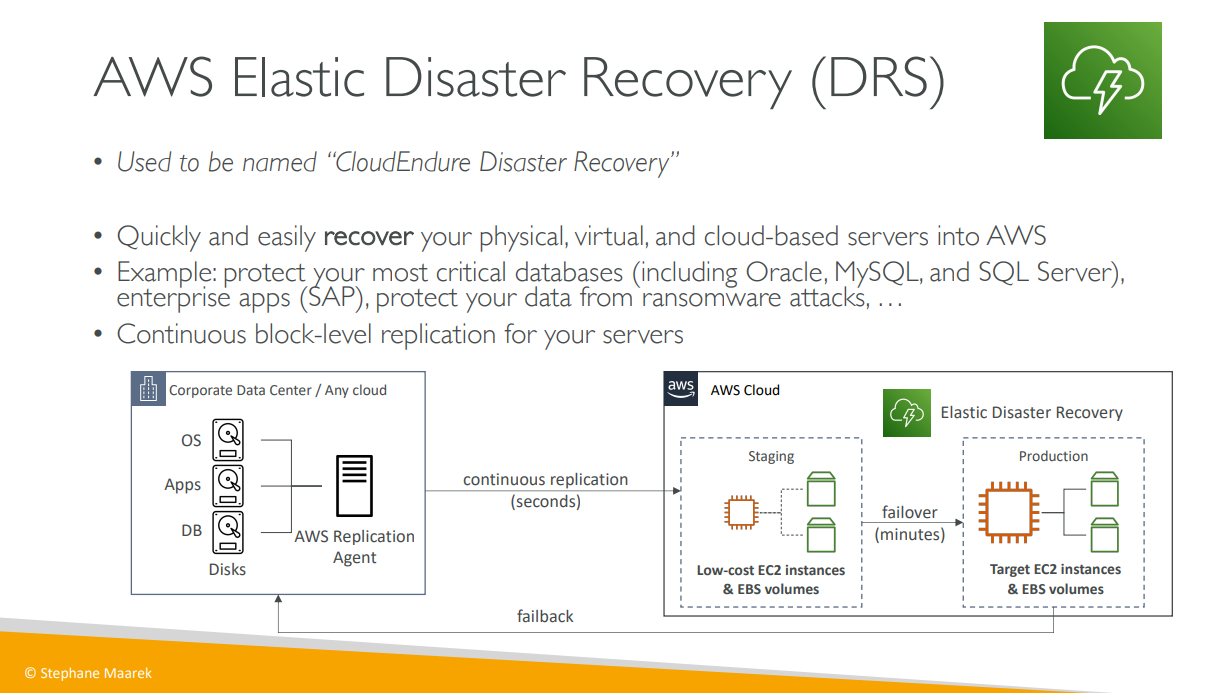 AWS Elastic Disaster Recovery (DRS)
• Used to be named “CloudEndure Disaster Recovery”
• Quickly and easily recover your physical, virtual, and cloud-based servers into AWS
• Example: protect your most critical databases (including Oracle, MySQL, and SQL Server),
enterprise apps (SAP), protect your data from ransomware attacks, …
• Continuous block-level replication for your servers
Corporate Data Center / Any cloud
OS
Apps
DB
Disks
AWS Replication
Agent
continuous replication
(seconds)
aws
AWS Cloud
Elastic Disaster Recovery
Staging
Low-cost EC2 instances
& EBS volumes
failover
(minutes)
Production
Target EC2 instances
& EBS volumes
failback
© Stephane Maarek